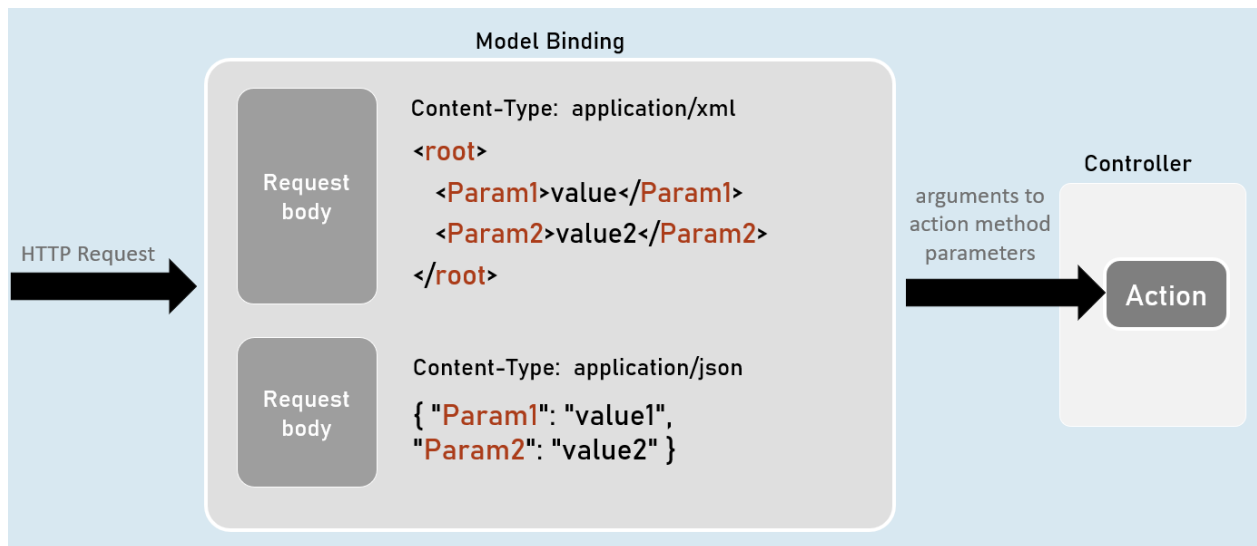 Model Binding
HTTP Request
Request
body
Content-Type: application/xml
<root>
<Param1>value</Param1>
<Param2>value2</Param2>
</root>
Request
body
Content-Type: application/json
{ "Param1": "value1",
"Param2": "value2" }
arguments to
action method
parameters
Controller
Action